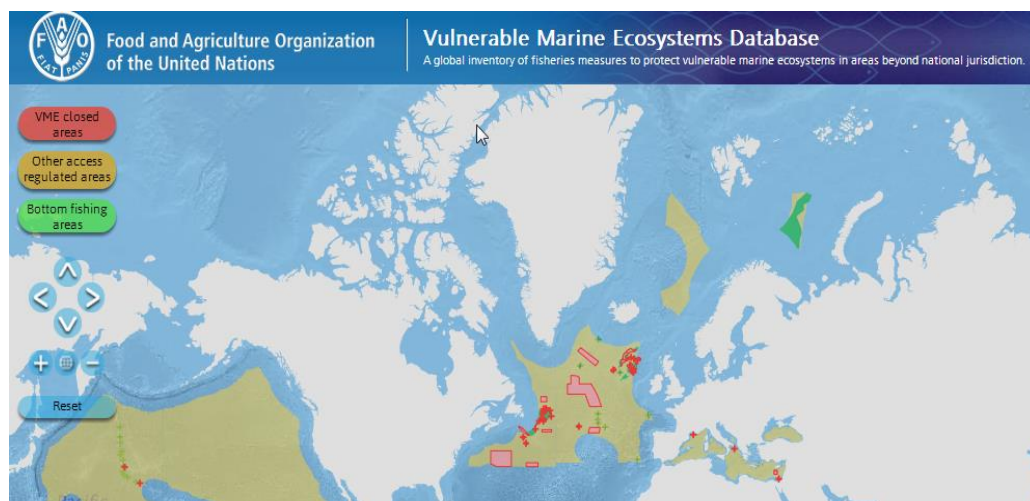 F A O
FIAT PANIS
Food and Agriculture Organization
of the United Nations
Vulnerable Marine Ecosystems Database
A global inventory of fisheries measures to protect vulnerable marine ecosystems in areas beyond national jurisdiction.
VME closed
areas
Other access
regulated areas
Bottom fishing
areas
Reset
Pacific